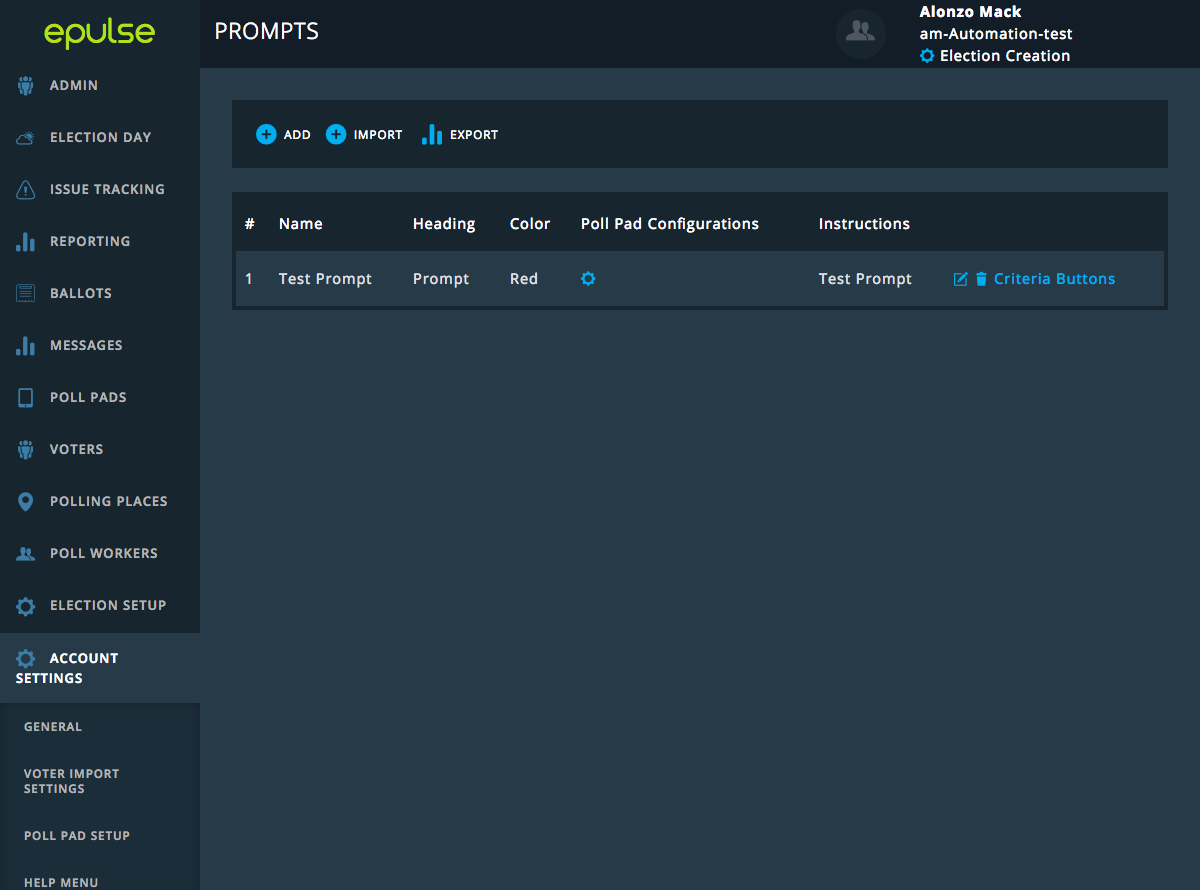 epulse
PROMPTS
Alonzo Mack
am-Automation-test
Election Creation
ADMIN
ELECTION DAY
ISSUE TRACKING
REPORTING
BALLOTS
MESSAGES
POLL PADS
VOTERS
POLLING PLACES
POLL WORKERS
ELECTION SETUP
ACCOUNT
SETTINGS
GENERAL
VOTER IMPORT
SETTINGS
POLL PAD SETUP
HELP MENU
ADD IMPORT EXPORT
# Name Heading Color Poll Pad Configurations Instructions
1 Test Prompt Prompt Red Test Prompt Criteria Buttons